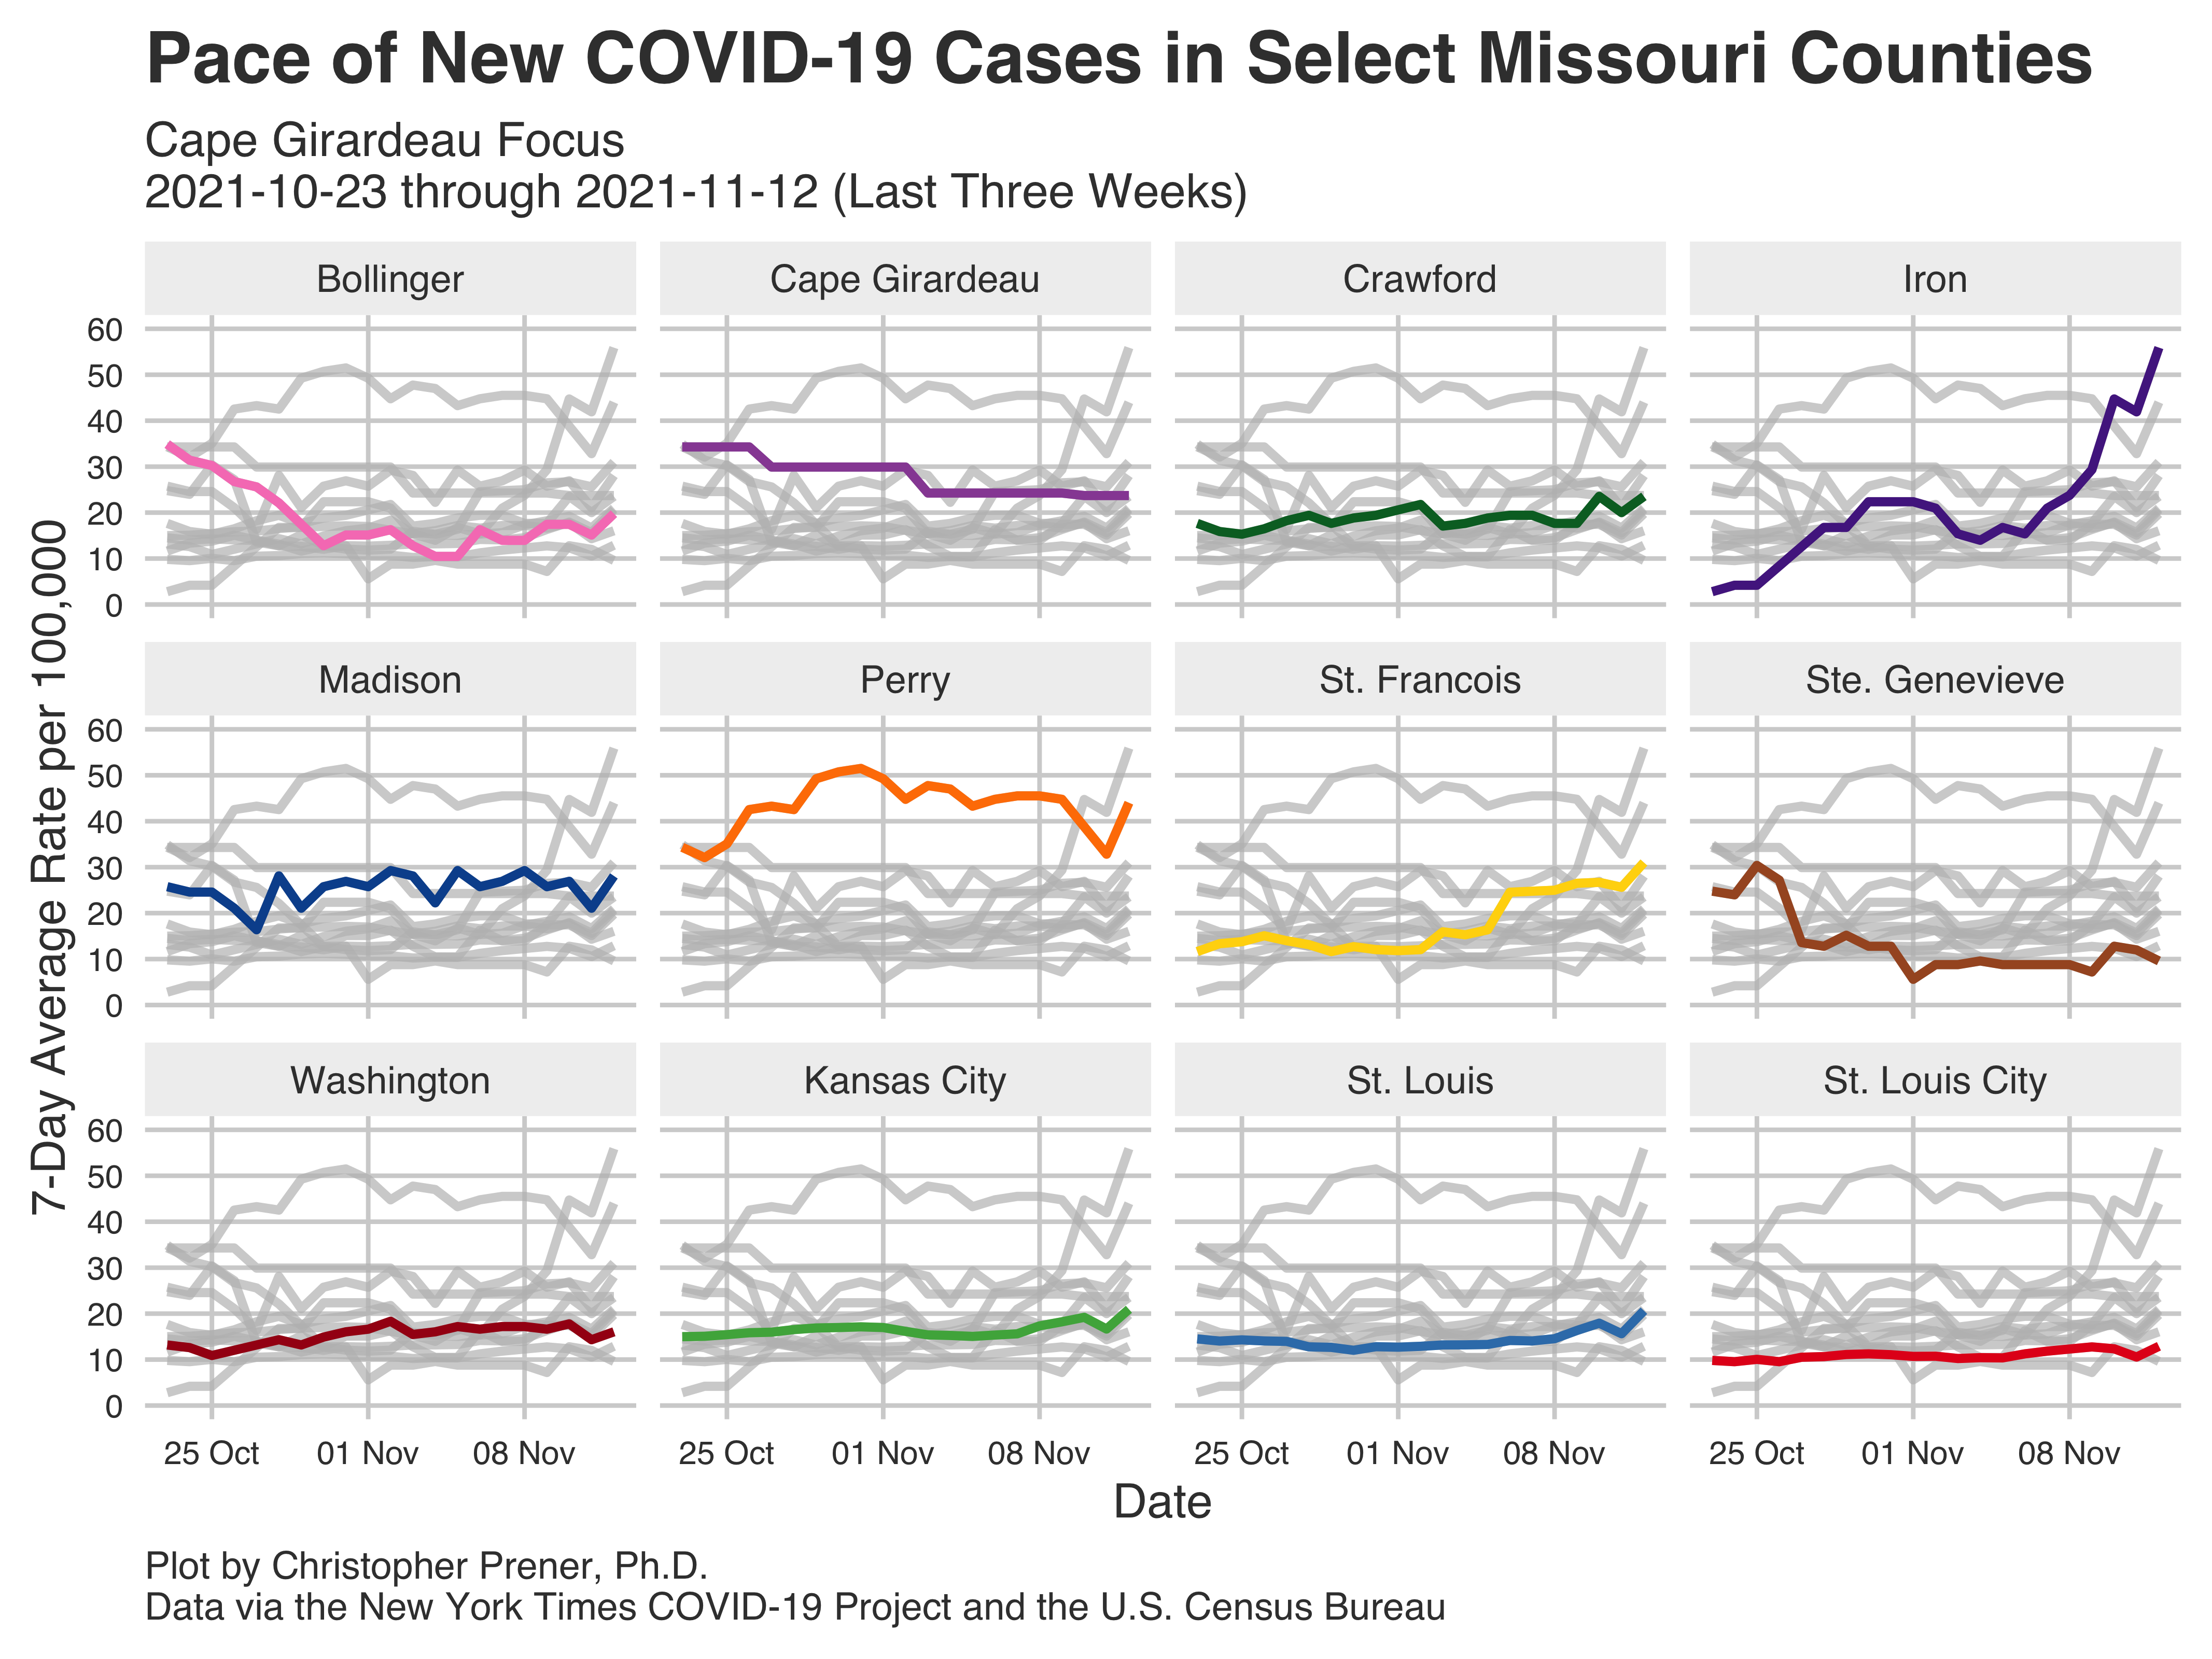 Pace of New COVID-19 Cases in Select Missouri Counties
Cape Girardeau Focus
2021-10-23 through 2021-11-12 (Last Three Weeks)
7-Day Average Rate per 100,000
Bollinger
Cape Girardeau
Crawford
Iron
60
50
40
30
20
10
0
Madison
Perry
St. Francois
Ste. Genevieve
60
50
40
30
20
10
0
Washington
Kansas City
St. Louis
St. Louis City
60
50
40
30
20
10
0
25 Oct 01 Nov 08 Nov
25 Oct 01 Nov 08 Nov
25 Oct 01 Nov 08 Nov
25 Oct 01 Nov 08 Nov
Date
Plot by Christopher Prener, Ph.D.
Data via the New York Times COVID-19 Project and the U.S. Census Bureau